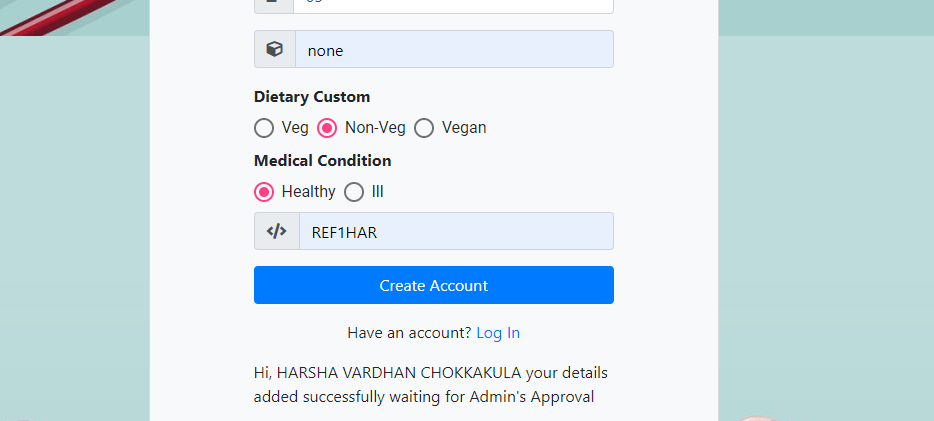 none
Dietary Custom
Veg Non-Veg Vegan
Medical Condition
Healthy Ill
REF1HAR
Create Account
Have an account? Log In
Hi, HARSHA VARDHAN CHOKKAKULA your details
added successfully waiting for Admin's Approval